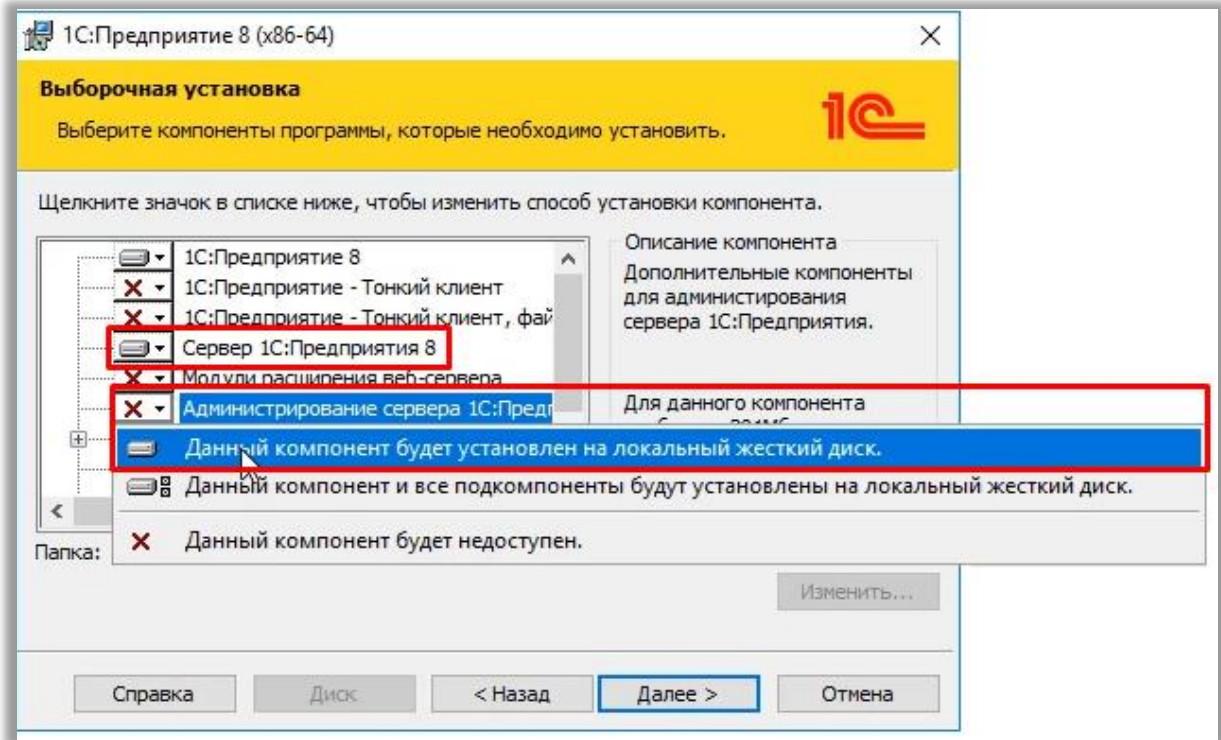 1С:Предприятие 8 (x86-64)
Выборочная установка
Выберите компоненты программы, которые необходимо установить.
1С
Щелкните значок в списке ниже, чтобы изменить способ установки компонента.
1С:Предприятие 8
1С:Предприятие - Тонкий клиент
1С:Предприятие - Тонкий клиент, фай
Сервер 1С:Предприятия 8
Модули расширения веб-сервера
Администрирование сервера 1С:Пред
Описание компонента
Дополнительные компоненты
для администирования
сервера 1С:Предприятия.
Для данного компонента
Данный компонент будет установлен на локальный жесткий диск.
Данный компонент и все подкомпоненты будут установлены на локальный жесткий диск.
Данный компонент будет недоступен.
Папка:
Изменить...
Справка
Диск
< Назад
Далее >
Отмена